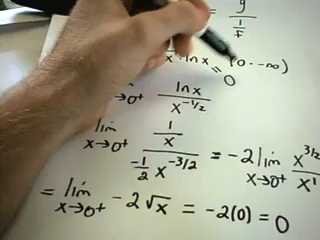 = g / (1/f)
√x · ln x (0 · -∞)
= 0
x→0⁺ ln x / x^(-1/2)
lim x→0⁺ (1/x) / (-1/2 x^(-3/2)) = -2 lim x→0⁺ x^(3/2) / x¹
= lim x→0⁺ -2√x = -2(0) = 0